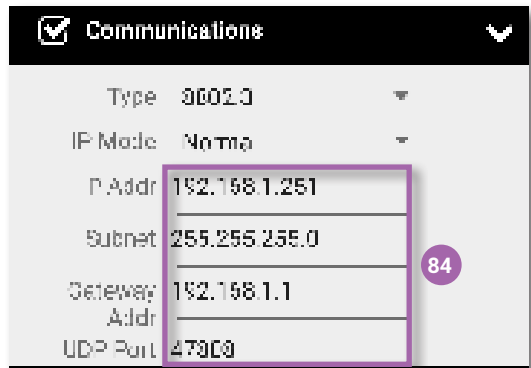 Communications
Type 8802.3
IP Mode Normal
IP Addr 192.168.1.251
Subnet 255.255.255.0
84
Gateway Addr 192.168.1.1
UDP Port 47808